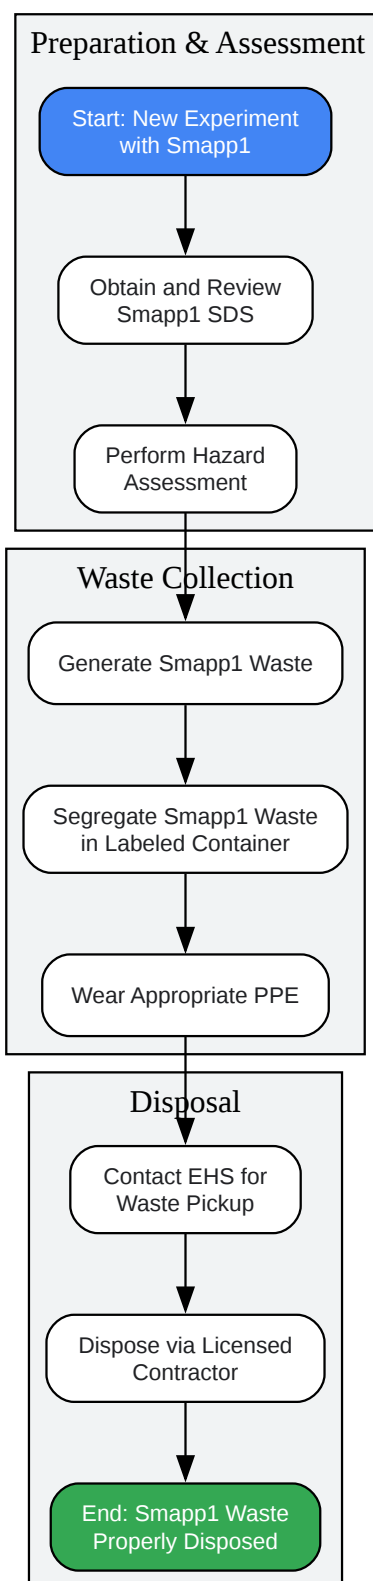 Preparation & Assessment
Start: New Experiment
with Smapp1
Obtain and Review
Smapp1 SDS
Perform Hazard
Assessment
Waste Collection
Generate Smapp1 Waste
Segregate Smapp1 Waste
in Labeled Container
Wear Appropriate PPE
Disposal
Contact EHS for
Waste Pickup
Dispose via Licensed
Contractor
End: Smapp1 Waste
Properly Disposed